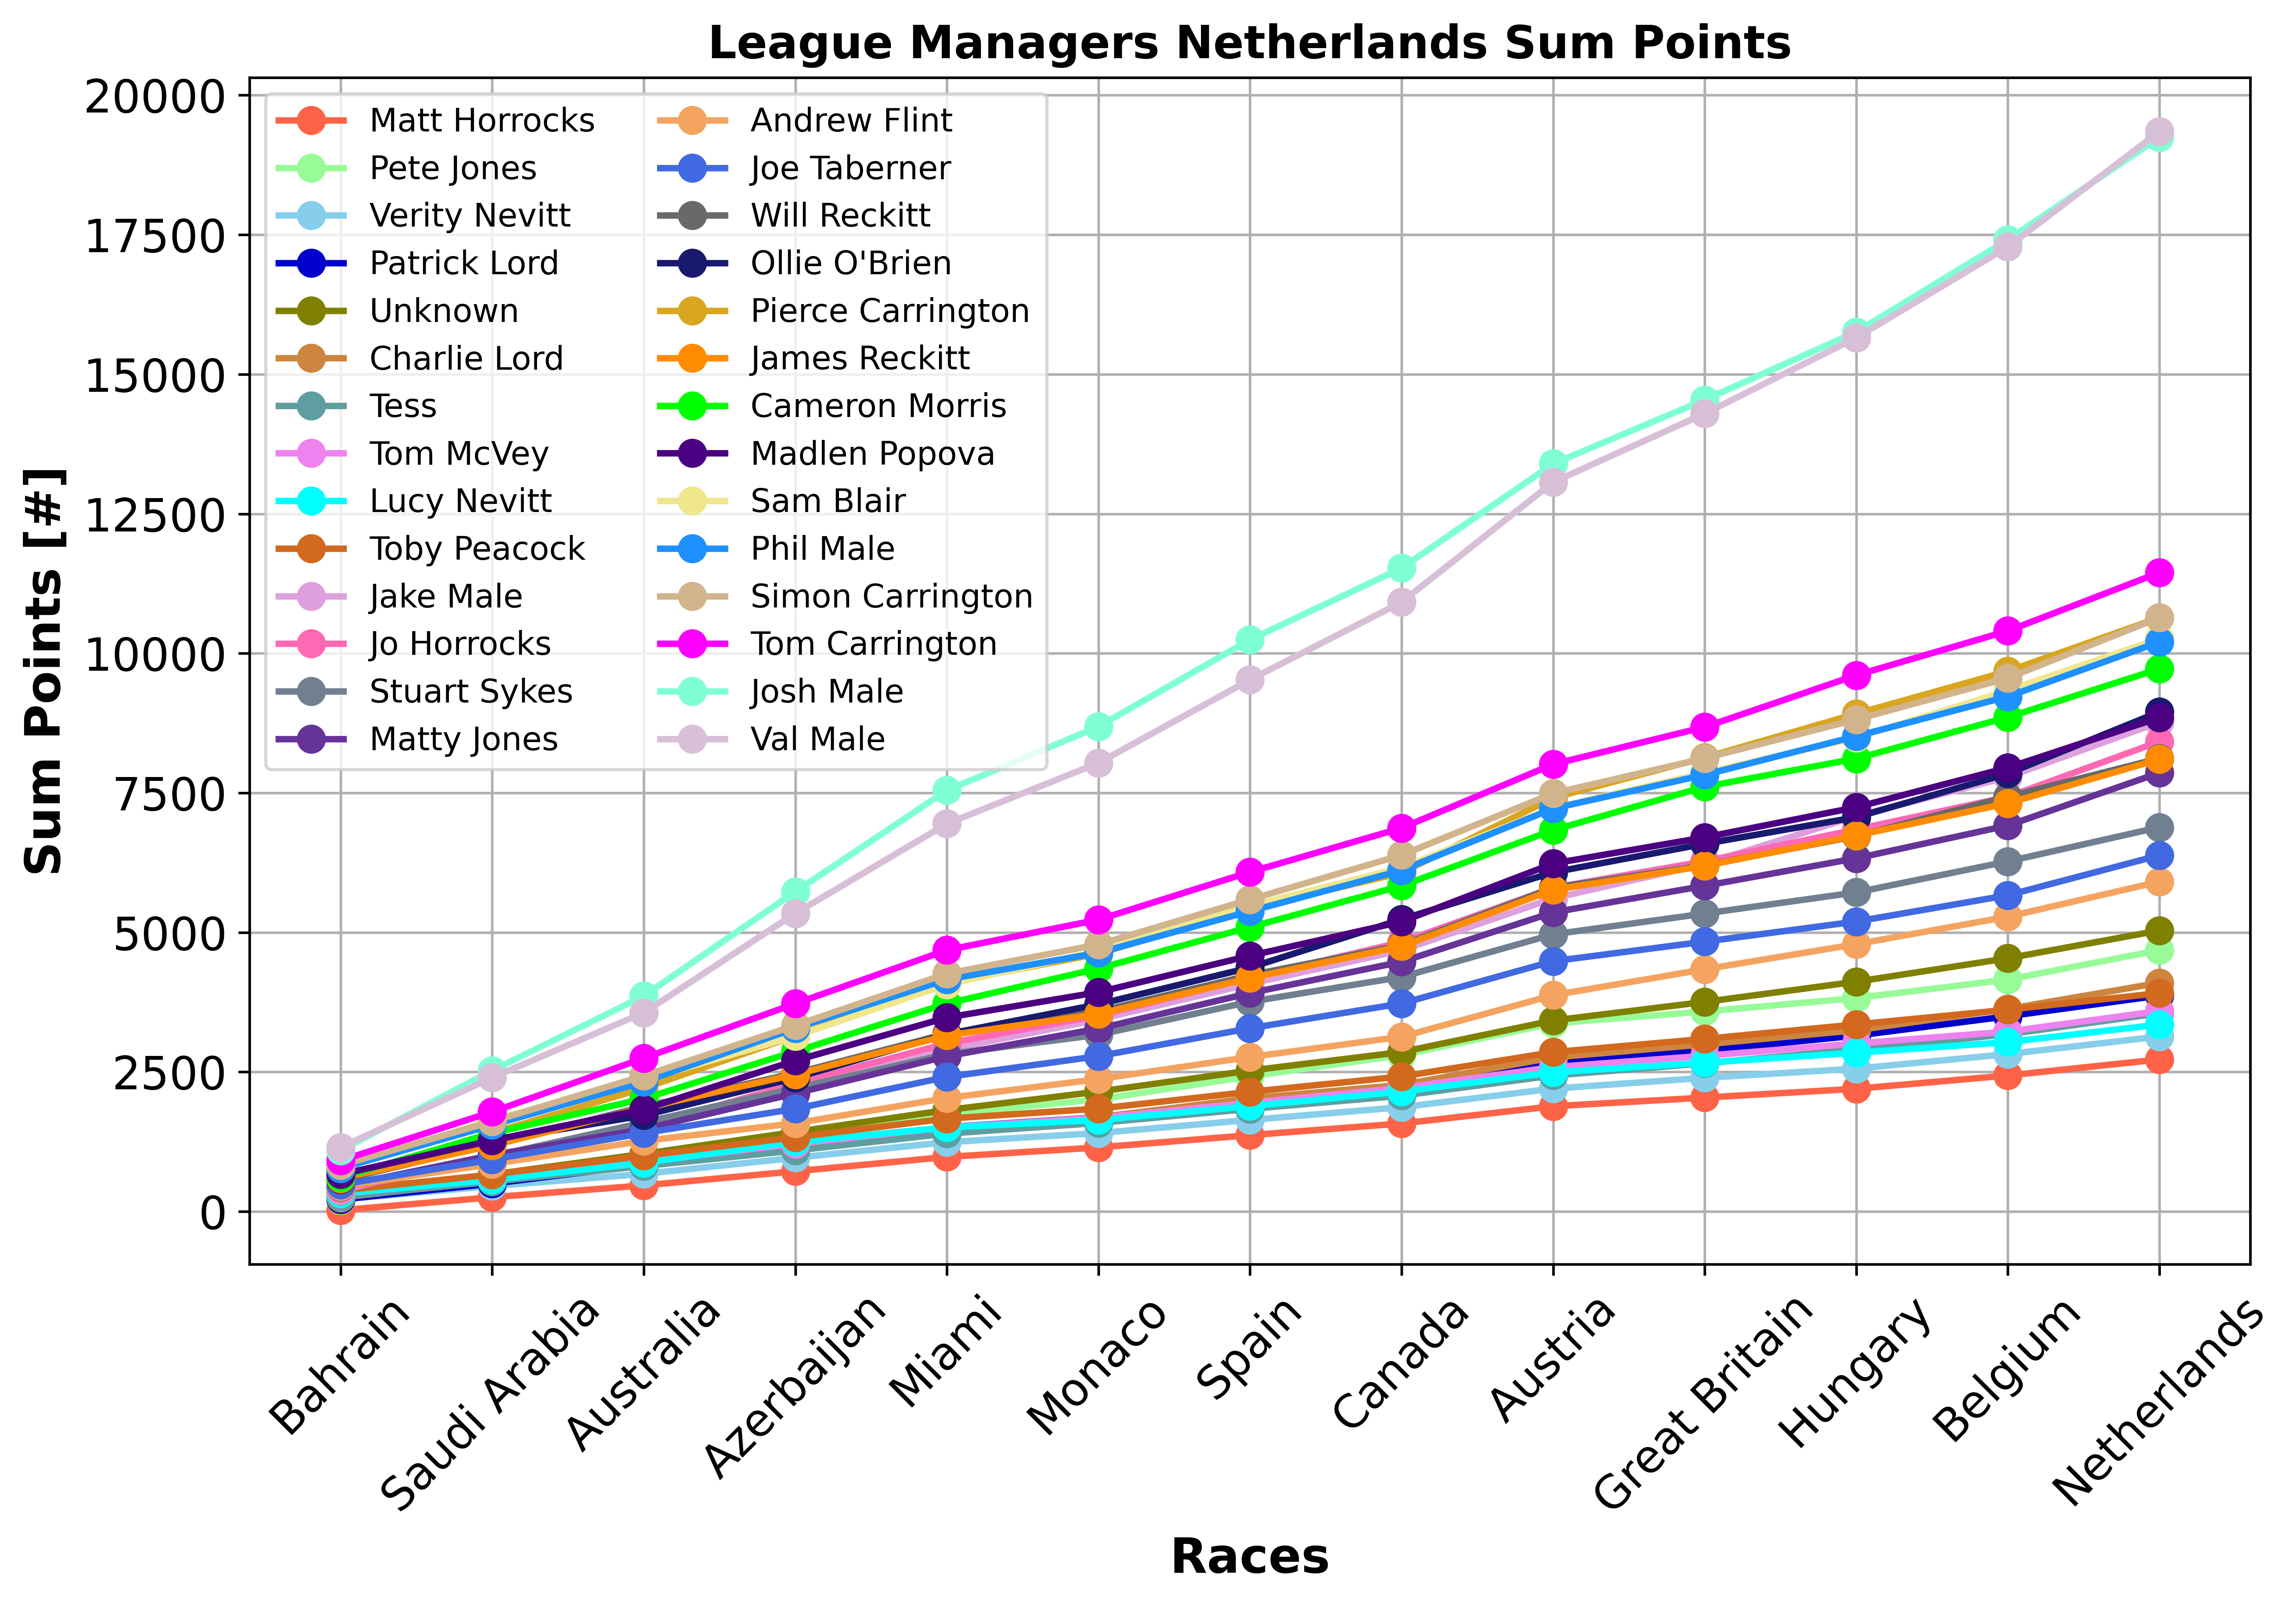 League Managers Netherlands Sum Points
Sum Points [#]
20000
17500
15000
12500
10000
7500
5000
2500
0
Matt Horrocks
Pete Jones
Verity Nevitt
Patrick Lord
Unknown
Charlie Lord
Tess
Tom McVey
Lucy Nevitt
Toby Peacock
Jake Male
Jo Horrocks
Stuart Sykes
Matty Jones
Andrew Flint
Joe Taberner
Will Reckitt
Ollie O'Brien
Pierce Carrington
James Reckitt
Cameron Morris
Madlen Popova
Sam Blair
Phil Male
Simon Carrington
Tom Carrington
Josh Male
Val Male
Bahrain
Saudi Arabia
Australia
Azerbaijan
Miami
Monaco
Spain
Canada
Austria
Great Britain
Hungary
Belgium
Netherlands
Races